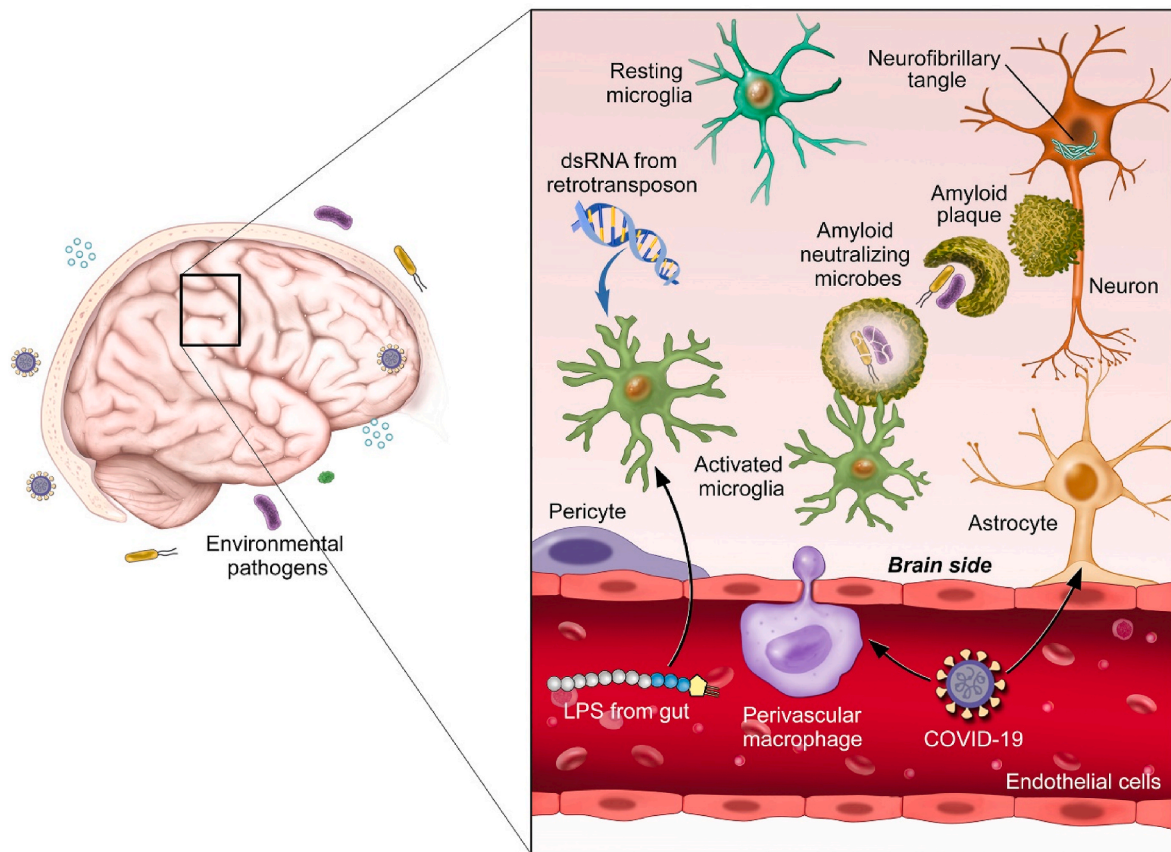 Environmental
pathogens
Resting
microglia
Neurofibrillary
tangle
dsRNA from
retrotransposon
Amyloid
plaque
Amyloid
neutralizing
microbes
Neuron
Activated
microglia
Pericyte
Astrocyte
Brain side
LPS from gut
Perivascular
macrophage
COVID-19
Endothelial cells